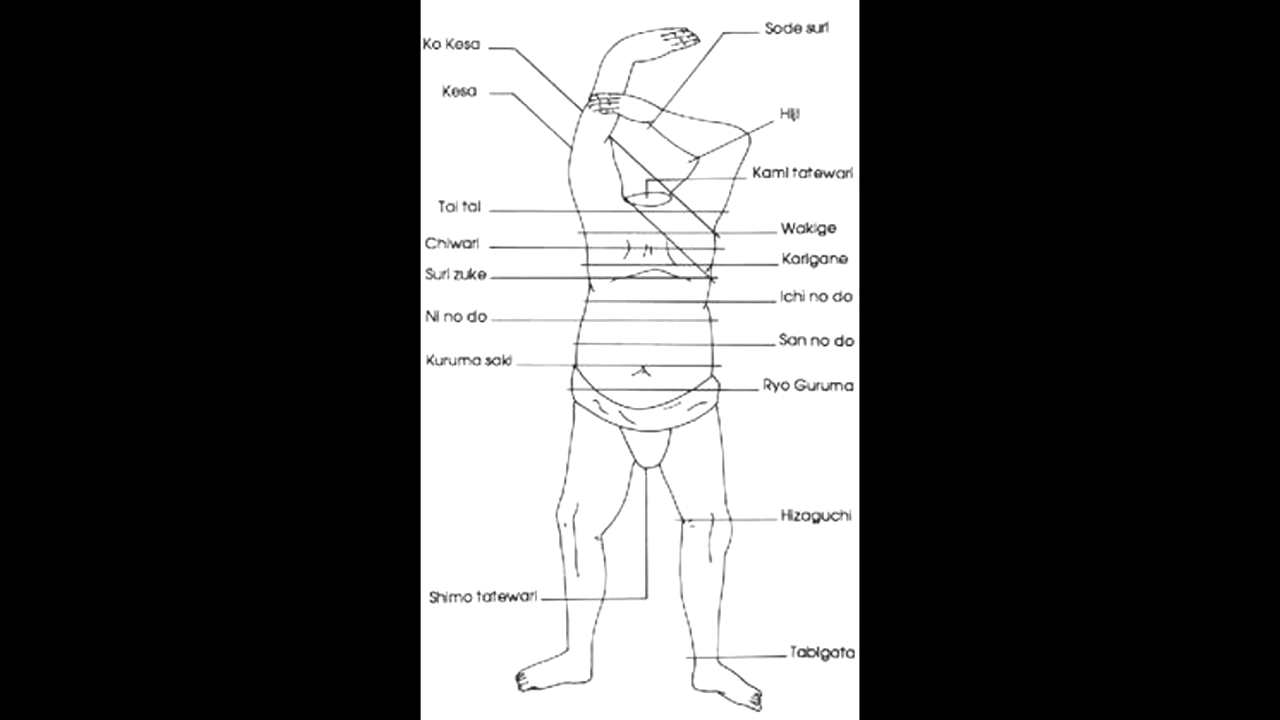 Ko Kesa
Kesa
Tai tai
Chiwari
Suri zuke
Ni no do
Kuruma saki
Shimo tatewari
Sode suri
Hiji
Kami tatewari
Wakige
Karigane
Ichi no do
San no do
Ryo Guruma
Hizaguchi
Tabigata